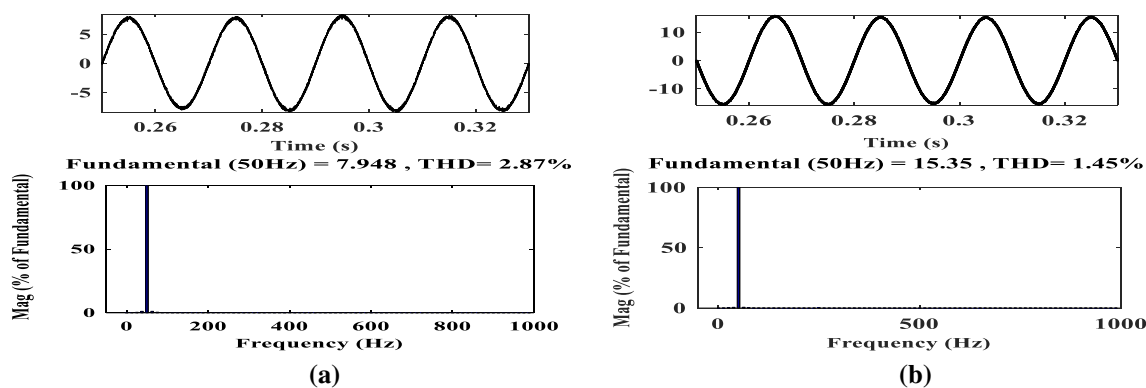 5
0
-5
0.26 0.28 0.3 0.32
Time (s)
Fundamental (50Hz) = 7.948 , THD= 2.87%
Mag (% of Fundamental)
100
50
0
0 200 400 600 800 1000
Frequency (Hz)
(a)
10
0
-10
0.26 0.28 0.3 0.32
Time (s)
Fundamental (50Hz) = 15.35 , THD= 1.45%
Mag (% of Fundamental)
100
50
0
0 500 1000
Frequency (Hz)
(b)